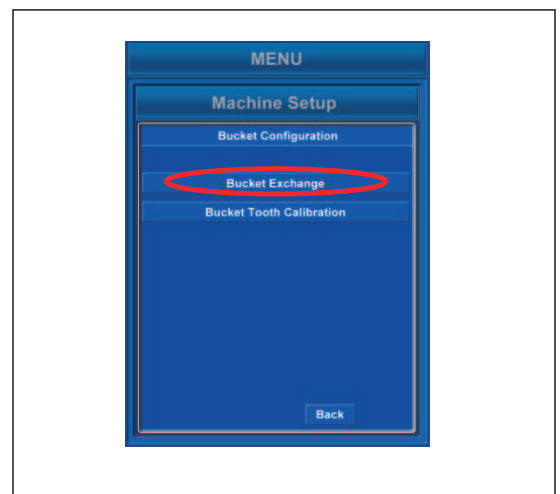 MENU
Machine Setup
Bucket Configuration
Bucket Exchange
Bucket Tooth Calibration
Back